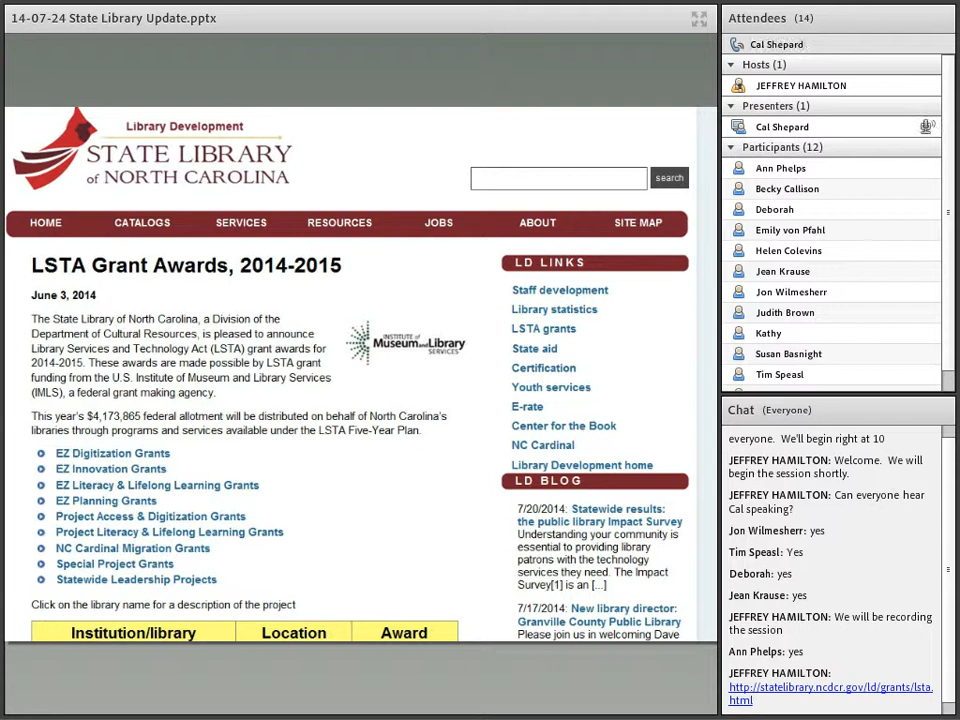 14-07-24 State Library Update.pptx
Library Development
STATE LIBRARY
of NORTH CAROLINA
search
HOME CATALOGS SERVICES RESOURCES JOBS ABOUT SITE MAP
LSTA Grant Awards, 2014-2015
June 3, 2014
The State Library of North Carolina, a Division of the
Department of Cultural Resources, is pleased to announce
Library Services and Technology Act (LSTA) grant awards for
2014-2015. These awards are made possible by LSTA grant
funding from the U.S. Institute of Museum and Library Services
(IMLS), a federal grant making agency.
INSTITUTE of
Museum and Library
SERVICES
This year's $4,173,865 federal allotment will be distributed on behalf of North Carolina's
libraries through programs and services available under the LSTA Five-Year Plan.
EZ Digitization Grants
EZ Innovation Grants
EZ Literacy & Lifelong Learning Grants
EZ Planning Grants
Project Access & Digitization Grants
Project Literacy & Lifelong Learning Grants
NC Cardinal Migration Grants
Special Project Grants
Statewide Leadership Projects
Click on the library name for a description of the project
Institution/library Location Award
LD LINKS
Staff development
Library statistics
LSTA grants
State aid
Certification
Youth services
E-rate
Center for the Book
NC Cardinal
Library Development home
LD BLOG
7/20/2014: Statewide results:
the public library Impact Survey
Understanding your community is
essential to providing library
patrons with the technology
services they need. The Impact
Survey[1] is an [...]
7/17/2014: New library director:
Granville County Public Library
Please join us in welcoming Dave
Attendees (14)
Cal Shepard
Hosts (1)
JEFFREY HAMILTON
Presenters (1)
Cal Shepard
Participants (12)
Ann Phelps
Becky Callison
Deborah
Emily von Pfahl
Helen Colevins
Jean Krause
Jon Wilmesherr
Judith Brown
Kathy
Susan Basnight
Tim Speasl
Chat (Everyone)
everyone. We'll begin right at 10
JEFFREY HAMILTON: Welcome. We will
begin the session shortly.
JEFFREY HAMILTON: Can everyone hear
Cal speaking?
Jon Wilmesherr: yes
Tim Speasl: Yes
Deborah: yes
Jean Krause: yes
JEFFREY HAMILTON: We will be recording
the session
Ann Phelps: yes
JEFFREY HAMILTON:
http://statelibrary.ncdcr.gov/ld/grants/lsta.
html